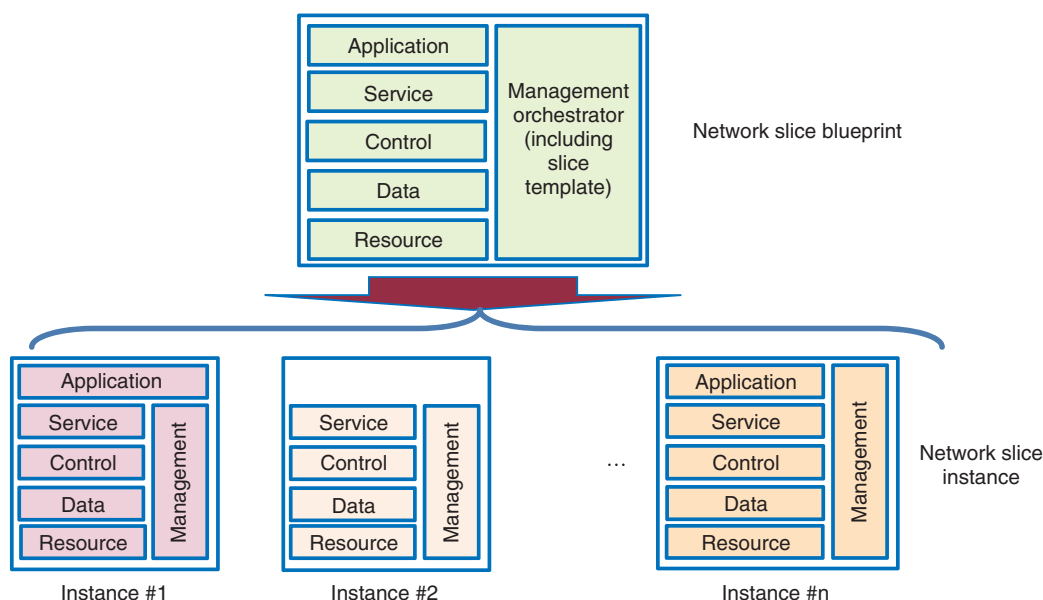 Application
Service
Control
Data
Resource
Management
orchestrator
(including
slice
template)
Network slice blueprint
Application
Service
Control
Data
Resource
Management
Instance #1
Service
Control
Data
Resource
Management
Instance #2
...
Application
Service
Control
Data
Resource
Management
Instance #n
Network slice
instance